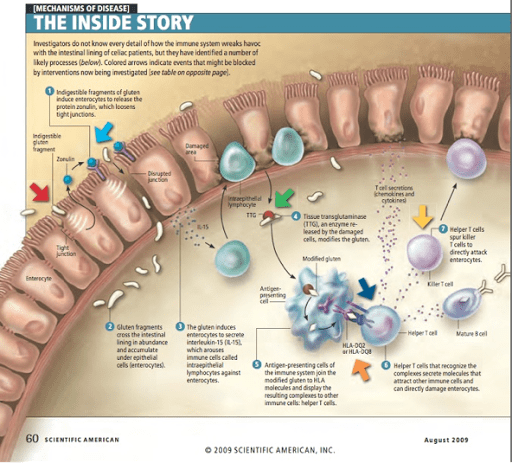 [MECHANISMS OF DISEASE]
THE INSIDE STORY
Investigators do not know every detail of how the immune system wreaks havoc
with the intestinal lining of celiac patients, but they have identified a number of
likely processes (below). Colored arrows indicate events that might be blocked
by interventions now being investigated [see table on opposite page].
1 Indigestible fragments of gluten
induce enterocytes to release the
protein zonulin, which loosens
tight junctions.
Indigestible
gluten
fragment
Zonulin
Disrupted
junction
Damaged
area
Tight
junction
Enterocyte
Intraepithelial
lymphocyte
TTG
IL-15
T cell secretions
(chemokines and
cytokines)
4 Tissue transglutaminase
(TTG), an enzyme re-
leased by the damaged
cells, modifies the gluten.
7 Helper T cells
spur killer
T cells to
directly attack
enterocytes.
Modified gluten
Killer T cell
Antigen-
presenting
cell
2 Gluten fragments
cross the intestinal
lining in abundance
and accumulate
under epithelial
cells (enterocytes).
3 The gluten induces
enterocytes to secrete
interleukin-15 (IL-15),
which arouses
immune cells called
intraepithelial
lymphocytes against
enterocytes.
HLA-DQ2
or HLA-DQ8
Helper T cell
Mature B cell
5 Antigen-presenting cells of
the immune system join the
modified gluten to HLA
molecules and display the
resulting complexes to other
immune cells: helper T cells.
6 Helper T cells that recognize the
complexes secrete molecules that
attract other immune cells and
can directly damage enterocytes.
60 SCIENTIFIC AMERICAN
August 2009
© 2009 SCIENTIFIC AMERICAN, INC.